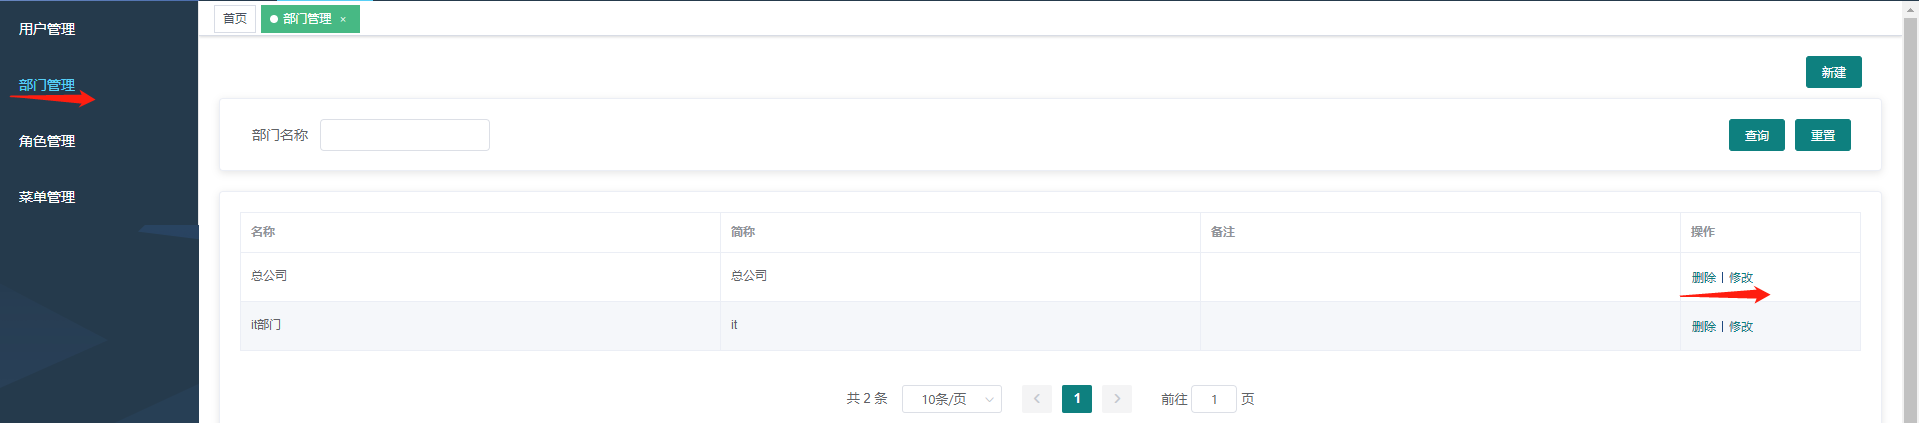 用户管理
部门管理
角色管理
菜单管理
首页 部门管理 ×
新建
部门名称 查询 重置
名称 简称 备注 操作
总公司 总公司 删除 | 修改
it部门 it 删除 | 修改
共 2 条 10条/页 1 前往 1 页